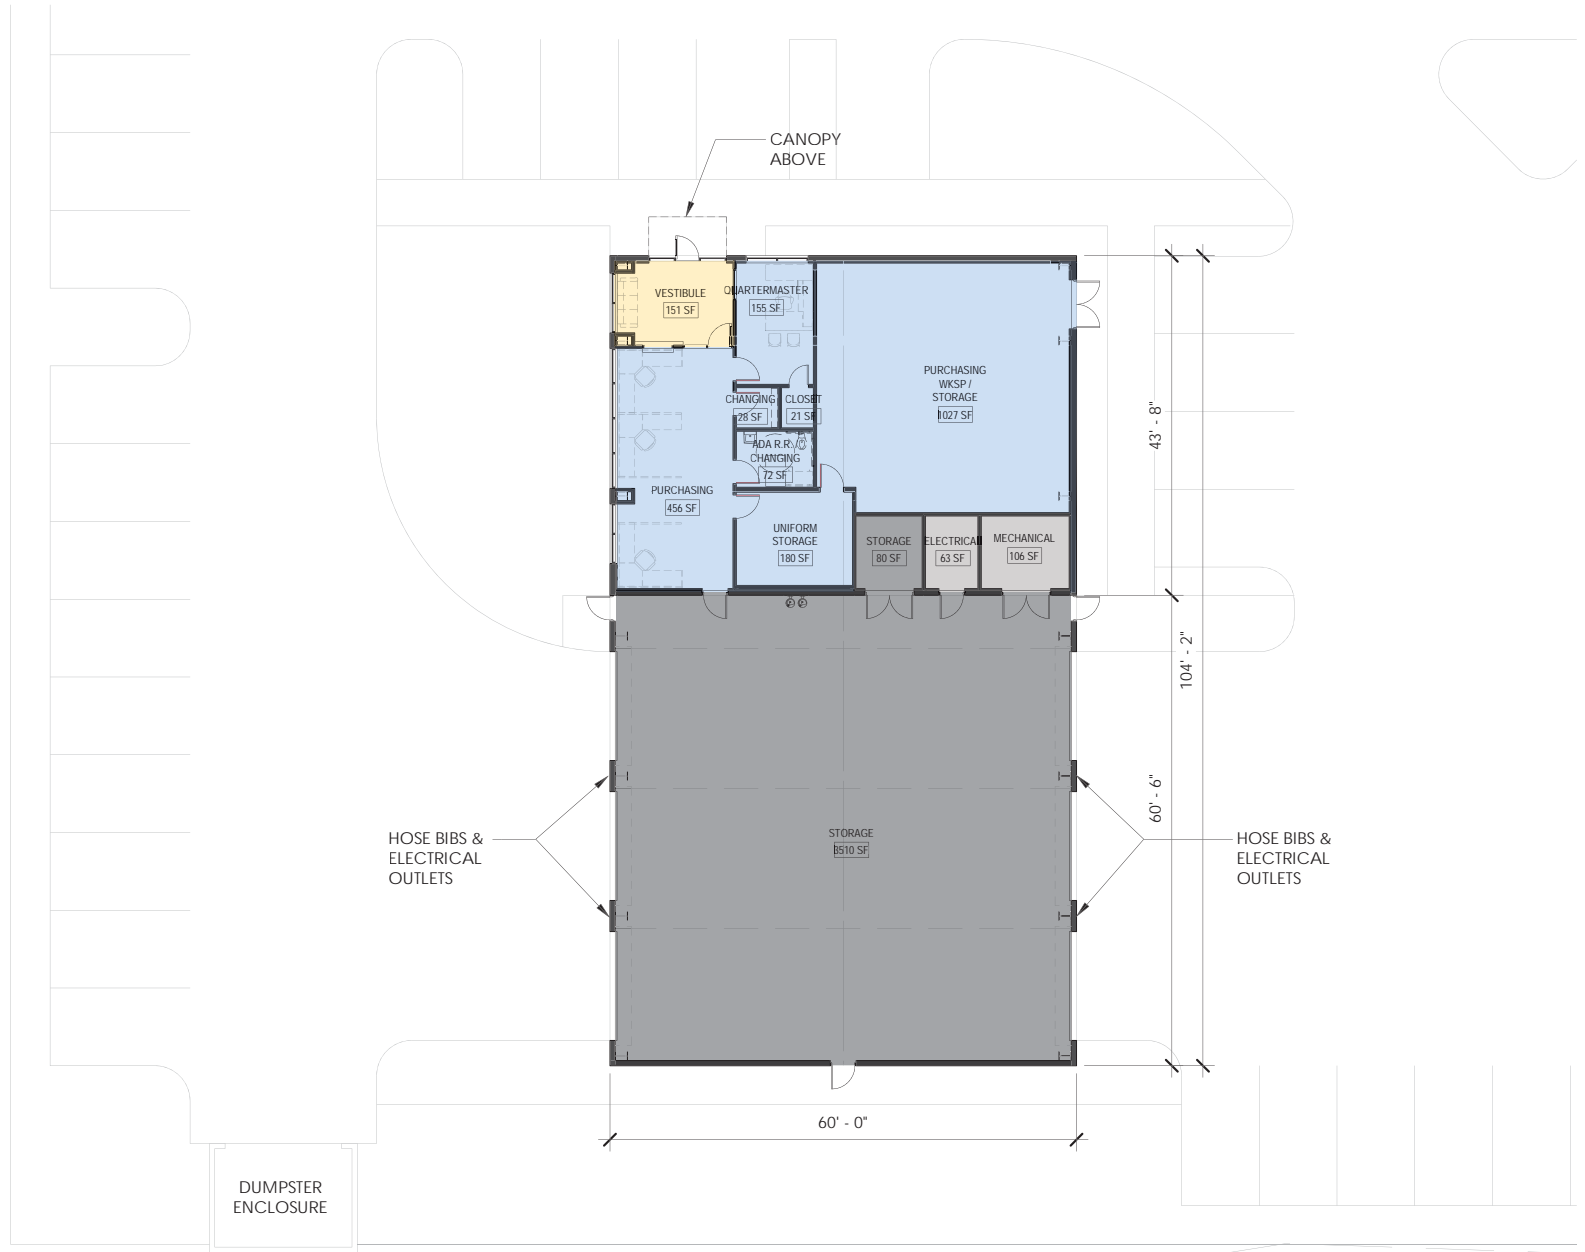 CANOPY
ABOVE
VESTIBULE
151 SF
QUARTERMASTER
155 SF
PURCHASING
WKSP /
STORAGE
1027 SF
CHANGING
28 SF
CLOSET
21 SF
ADA R.R./
CHANGING
72 SF
PURCHASING
456 SF
UNIFORM
STORAGE
180 SF
STORAGE
80 SF
ELECTRICAL
63 SF
MECHANICAL
106 SF
43' - 8"
104' - 2"
60' - 6"
HOSE BIBS &
ELECTRICAL
OUTLETS
STORAGE
3510 SF
HOSE BIBS &
ELECTRICAL
OUTLETS
60' - 0"
DUMPSTER
ENCLOSURE